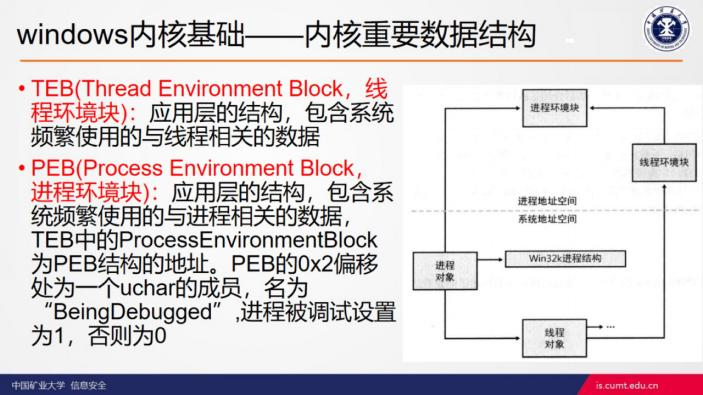 windows内核基础——内核重要数据结构
• TEB(Thread Environment Block，线
程环境块)：应用层的结构，包含系统
频繁使用的与线程相关的数据
• PEB(Process Environment Block，
进程环境块)：应用层的结构，包含系
统频繁使用的与进程相关的数据，
TEB中的ProcessEnvironmentBlock
为PEB结构的地址。PEB的0x2偏移
处为一个uchar的成员，名为
“BeingDebugged”,进程被调试设置
为1，否则为0
进程环境块
线程环境块
进程地址空间
系统地址空间
进程
对象
Win32k进程结构
线程
对象
...
中国矿业大学 信息安全
is.cumt.edu.cn